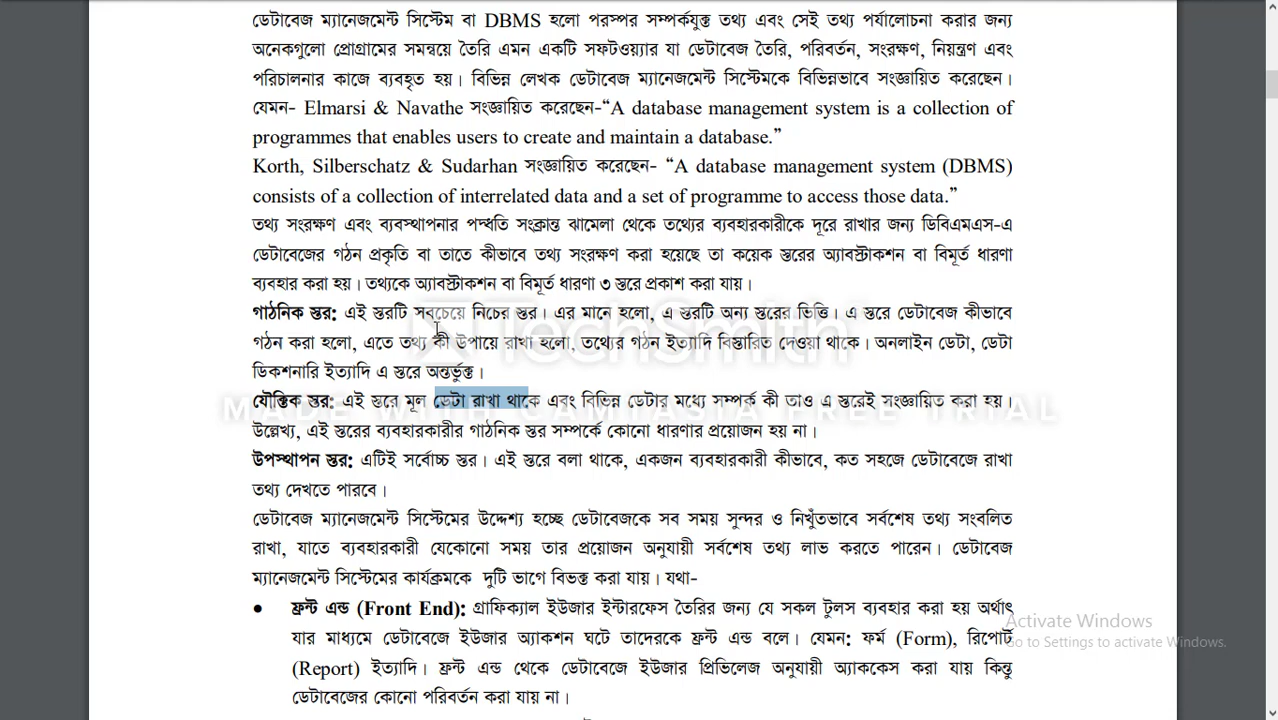 ডেটাবেজ ম্যানেজমেন্ট সিস্টেম বা DBMS হলো পরস্পর সম্পর্কযুক্ত তথ্য এবং সেই তথ্য পর্যালোচনা করার জন্য
অনেকগুলো প্রোগ্রামের সমন্বয়ে তৈরি এমন একটি সফটওয়্যার যা ডেটাবেজ তৈরি, পরিবর্তন, সংরক্ষণ, নিয়ন্ত্রণ এবং
পরিচালনার কাজে ব্যবহৃত হয়। বিভিন্ন লেখক ডেটাবেজ ম্যানেজমেন্ট সিস্টেমকে বিভিন্নভাবে সংজ্ঞায়িত করেছেন।
যেমন- Elmarsi & Navathe সংজ্ঞায়িত করেছেন-“A database management system is a collection of
programmes that enables users to create and maintain a database.”
Korth, Silberschatz & Sudarhan সংজ্ঞায়িত করেছেন- “A database management system (DBMS)
consists of a collection of interrelated data and a set of programme to access those data.”
তথ্য সংরক্ষণ এবং ব্যবস্থাপনার পদ্ধতি সংক্রান্ত ঝামেলা থেকে তথ্যের ব্যবহারকারীকে দূরে রাখার জন্য ডিবিএমএস-এ
ডেটাবেজের গঠন প্রকৃতি বা তাতে কীভাবে তথ্য সংরক্ষণ করা হয়েছে তা কয়েক স্তরের অ্যাবস্ট্রাকশন বা বিমূর্ত ধারণা
ব্যবহার করা হয়। তথ্যকে অ্যাবস্ট্রাকশন বা বিমূর্ত ধারণা ৩ স্তরে প্রকাশ করা যায়।
গাঠনিক স্তর: এই স্তরটি সবচেয়ে নিচের স্তর। এর মানে হলো, এ স্তরটি অন্য স্তরের ভিত্তি। এ স্তরে ডেটাবেজ কীভাবে
গঠন করা হলো, এতে তথ্য কী উপায়ে রাখা হলো, তথ্যের গঠন ইত্যাদি বিস্তারিত দেওয়া থাকে। অনলাইন ডেটা, ডেটা
TechSmith
ডিকশনারি ইত্যাদি এ স্তরে অন্তর্ভুক্ত।
যৌক্তিক স্তর: এই স্তরে মূল ডেটা রাখা থাকে এবং বিভিন্ন ডেটার মধ্যে সম্পর্ক কী তাও এ স্তরেই সংজ্ঞায়িত করা হয়।
MADE WITH CAMTASIA FREE TRIAL
উল্লেখ্য, এই স্তরের ব্যবহারকারীর গাঠনিক স্তর সম্পর্কে কোনো ধারণার প্রয়োজন হয় না।
উপস্থাপন স্তর: এটিই সর্বোচ্চ স্তর। এই স্তরে বলা থাকে, একজন ব্যবহারকারী কীভাবে, কত সহজে ডেটাবেজে রাখা
তথ্য দেখতে পারবে।
ডেটাবেজ ম্যানেজমেন্ট সিস্টেমের উদ্দেশ্য হচ্ছে ডেটাবেজকে সব সময় সুন্দর ও নিখুঁতভাবে সর্বশেষ তথ্য সংবলিত
রাখা, যাতে ব্যবহারকারী যেকোনো সময় তার প্রয়োজন অনুযায়ী সর্বশেষ তথ্য লাভ করতে পারেন। ডেটাবেজ
ম্যানেজমেন্ট সিস্টেমের কার্যক্রমকে দুটি ভাগে বিভক্ত করা যায়। যথা-
● ফ্রন্ট এন্ড (Front End): গ্রাফিক্যাল ইউজার ইন্টারফেস তৈরির জন্য যে সকল টুলস ব্যবহার করা হয় অর্থাৎ
Activate Windows
যার মাধ্যমে ডেটাবেজে ইউজার অ্যাকশন ঘটে তাদেরকে ফ্রন্ট এন্ড বলে। যেমন: ফর্ম (Form), রিপোর্ট
Go to Settings to activate Windows.
(Report) ইত্যাদি। ফ্রন্ট এন্ড থেকে ডেটাবেজে ইউজার প্রিভিলেজ অনুযায়ী অ্যাককেস করা যায় কিন্তু
ডেটাবেজের কোনো পরিবর্তন করা যায় না।